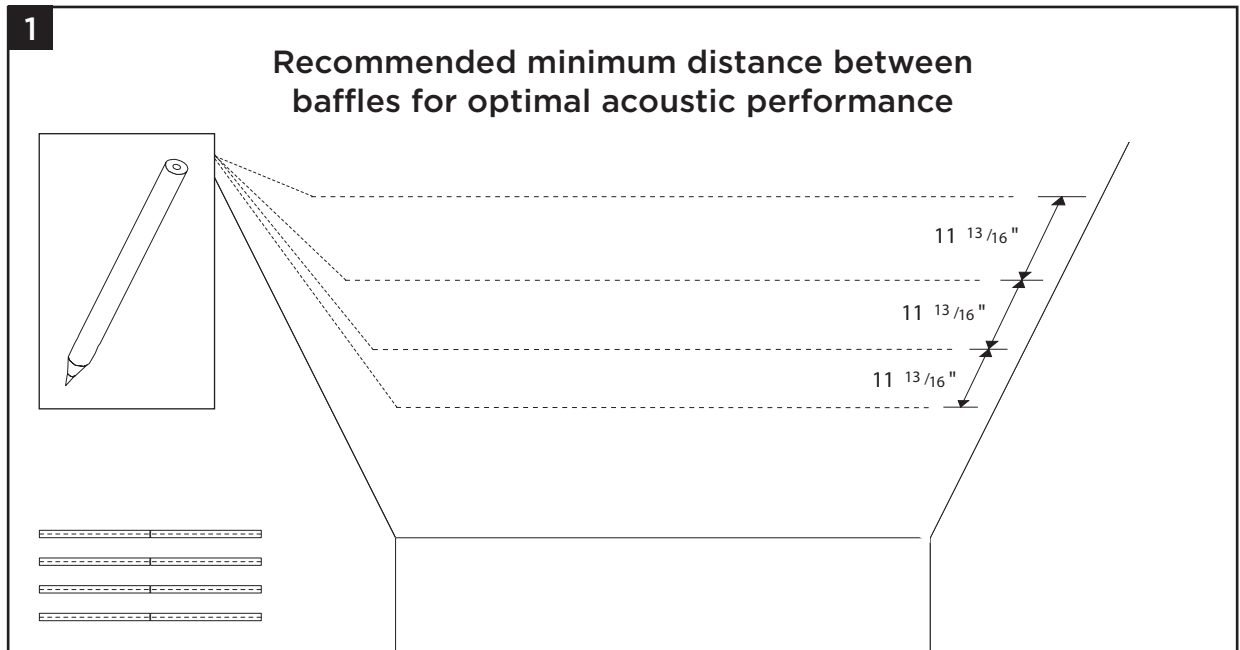 1
Recommended minimum distance between
baffles for optimal acoustic performance
11 13/16"
11 13/16"
11 13/16"